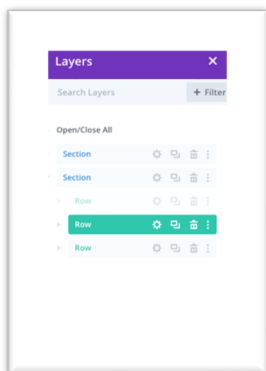 Layers
Search Layers + Filter
Open/Close All
Section
Section
Row
Row
Row